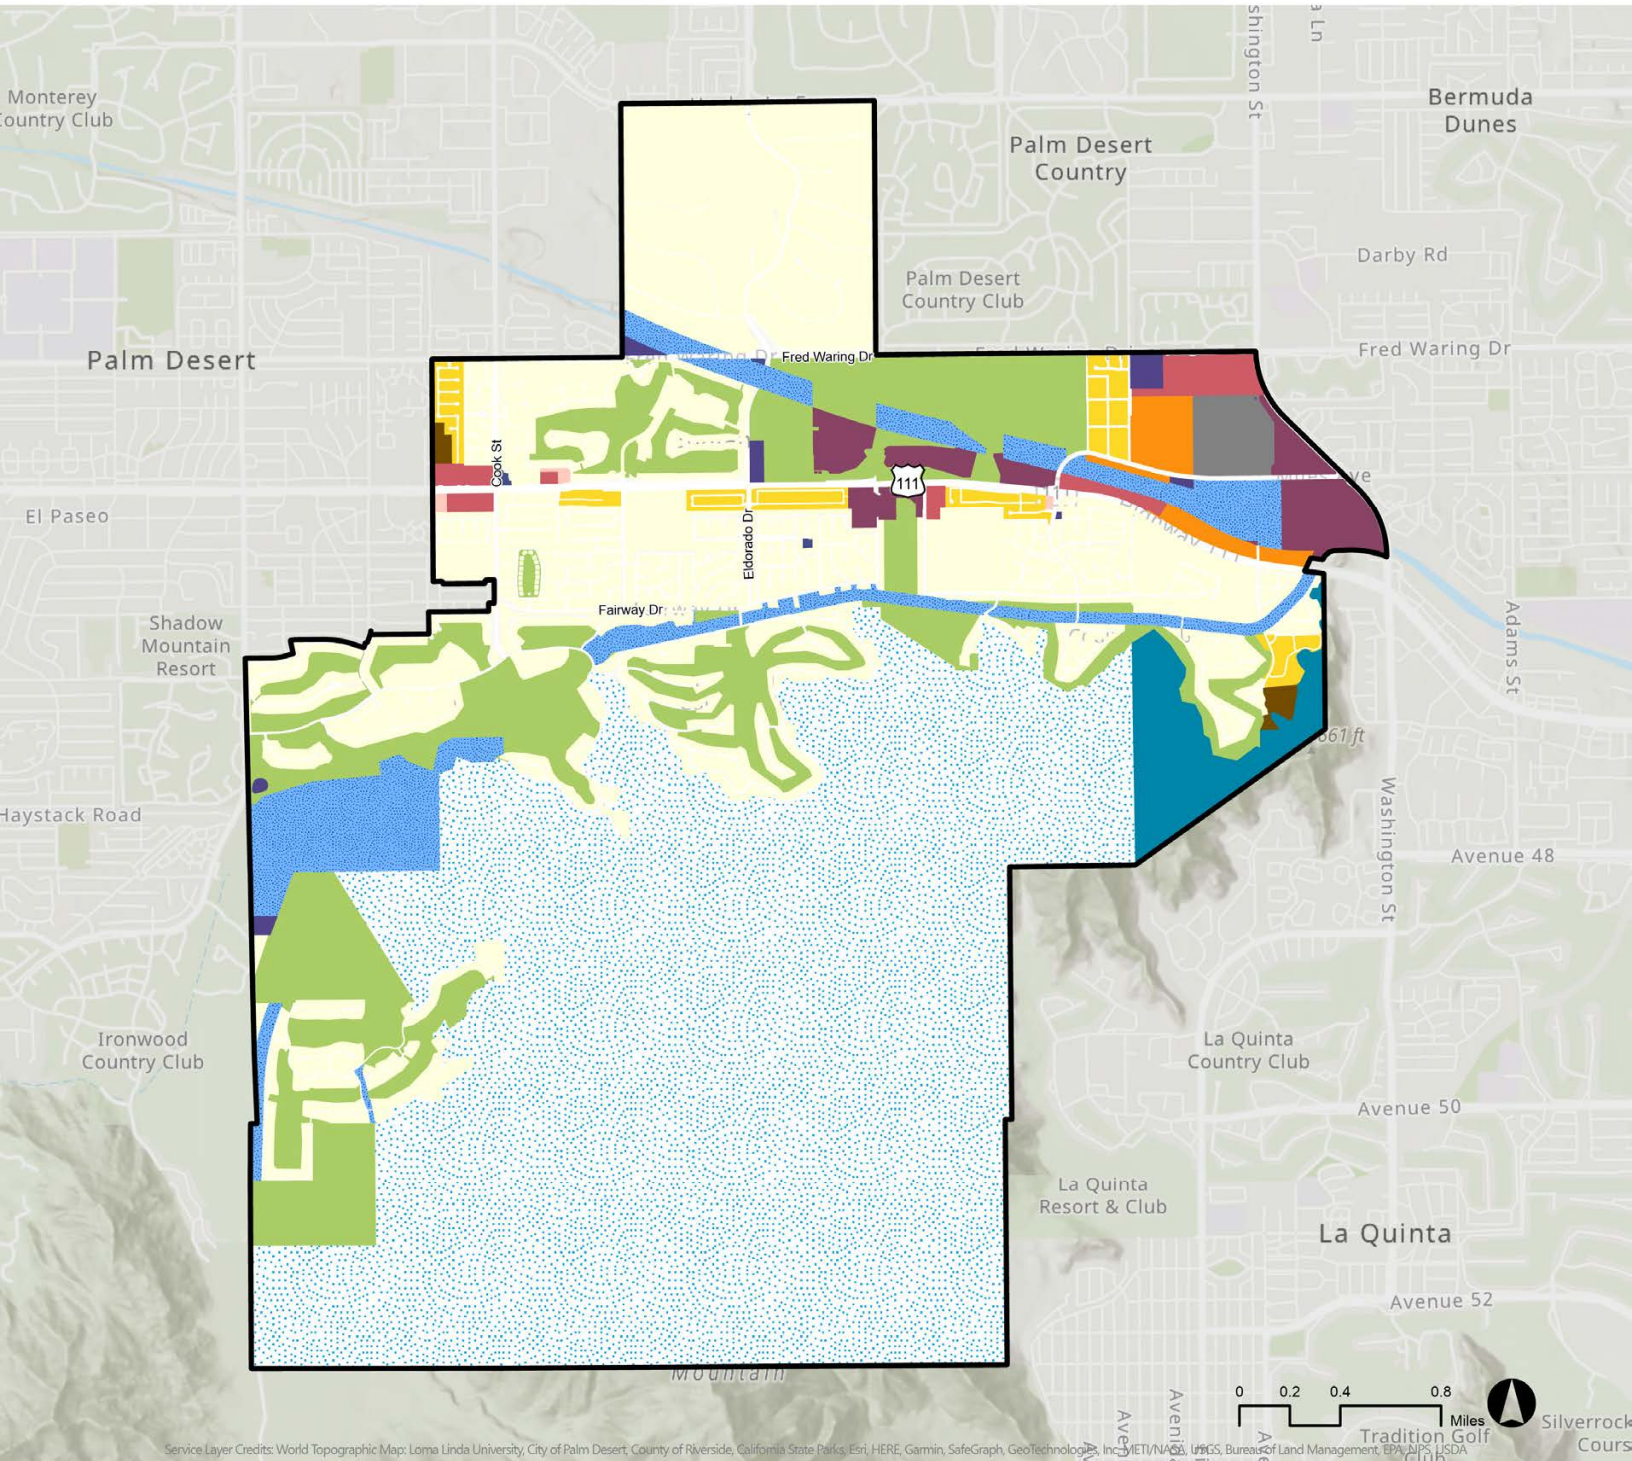 Monterey
Country Club
Bermuda
Dunes
Palm Desert
Country
Darby Rd
Palm Desert
Country Club
Palm Desert
Fred Waring Dr
Fred Waring Dr
Cook St
111
El Paseo
Eldorado Dr
Fairway Dr
Shadow
Mountain
Resort
Adams St
661 ft
Haystack Road
Washington St
Avenue 48
Ironwood
Country Club
La Quinta
Country Club
Avenue 50
La Quinta
Resort & Club
La Quinta
Avenue 52
Mountain
0 0.2 0.4 0.8
Miles
Silverrock
Cours
Tradition Golf
Club
Service Layer Credits: World Topographic Map: Loma Linda University, City of Palm Desert, County of Riverside, California State Parks, Esri, HERE, Garmin, SafeGraph, GeoTechnologies, Inc, METI/NASA, USGS, Bureau of Land Management, EPA, NPS, USDA